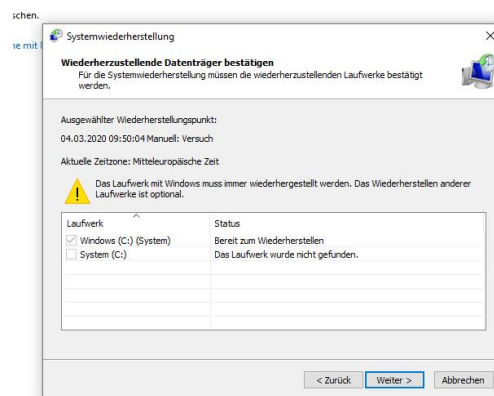 schen.
Systemwiederherstellung
ne mit
Wiederherzustellende Datenträger bestätigen
Für die Systemwiederherstellung müssen die wiederherzustellenden Laufwerke bestätigt
werden.
Ausgewählter Wiederherstellungspunkt:
04.03.2020 09:50:04 Manuell: Versuch
Aktuelle Zeitzone: Mitteleuropäische Zeit
Das Laufwerk mit Windows muss immer wiederhergestellt werden. Das Wiederherstellen anderer
Laufwerke ist optional.
Laufwerk Status
Windows (C:) (System) Bereit zum Wiederherstellen
System (C:) Das Laufwerk wurde nicht gefunden.
< Zurück Weiter > Abbrechen